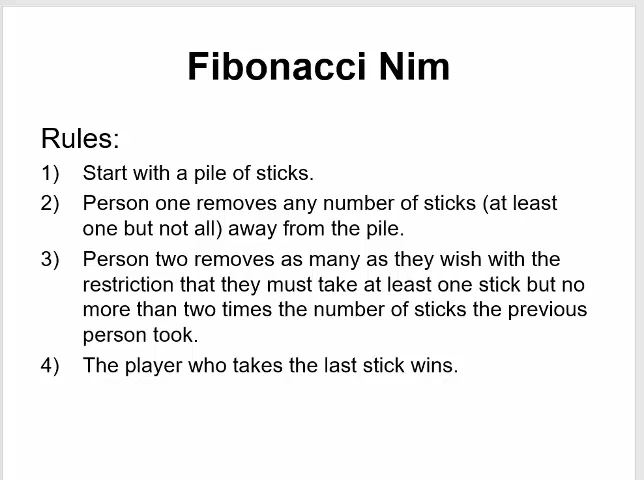 Fibonacci Nim
Rules:
1) Start with a pile of sticks.
2) Person one removes any number of sticks (at least
one but not all) away from the pile.
3) Person two removes as many as they wish with the
restriction that they must take at least one stick but no
more than two times the number of sticks the previous
person took.
4) The player who takes the last stick wins.